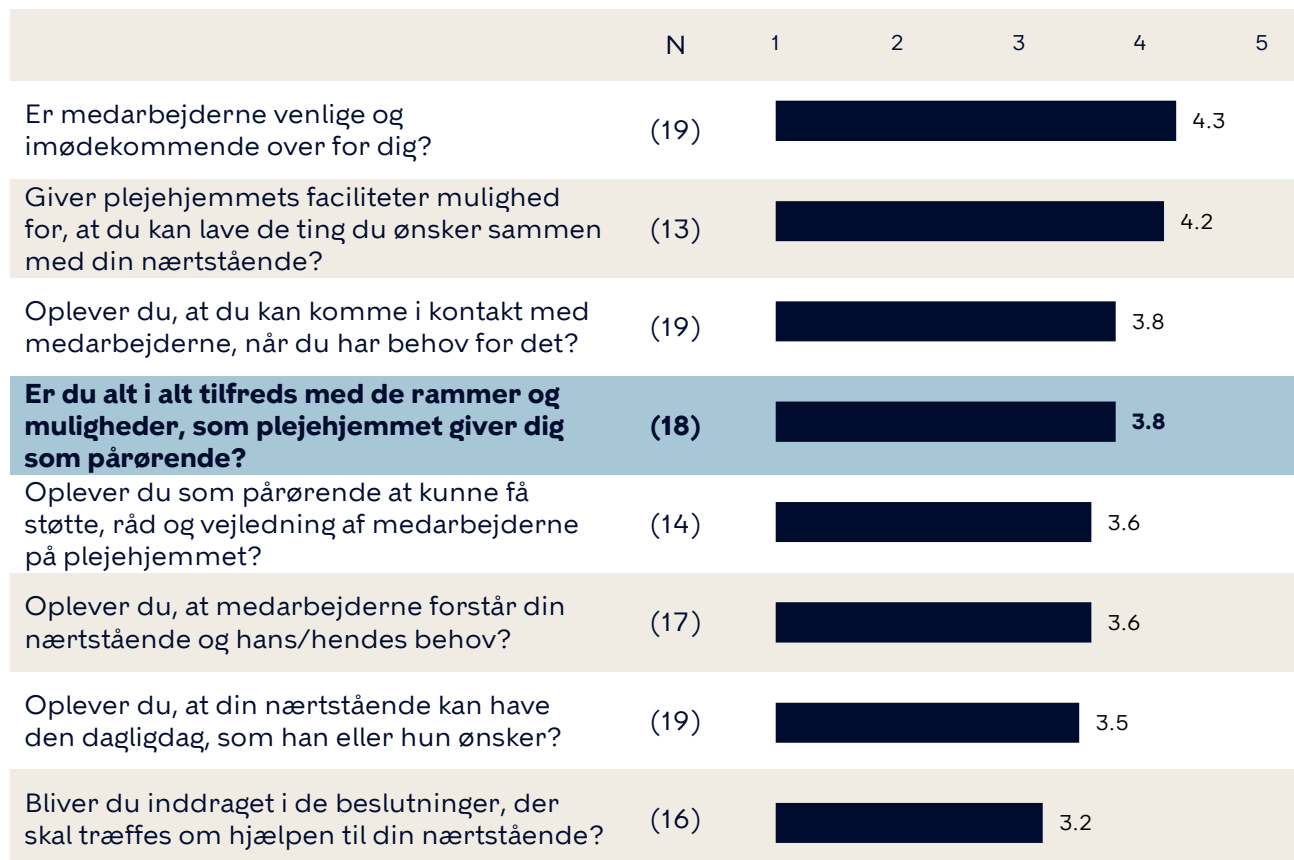 N 1 2 3 4 5
Er medarbejderne venlige og
imødekommende over for dig?
(19)
4.3
Giver plejehjemmets faciliteter mulighed
for, at du kan lave de ting du ønsker sammen
med din nærtstående?
(13)
4.2
Oplever du, at du kan komme i kontakt med
medarbejderne, når du har behov for det?
(19)
3.8
Er du alt i alt tilfreds med de rammer og
muligheder, som plejehjemmet giver dig
som pårørende?
(18)
3.8
Oplever du som pårørende at kunne få
støtte, råd og vejledning af medarbejderne
på plejehjemmet?
(14)
3.6
Oplever du, at medarbejderne forstår din
nærtstående og hans/hendes behov?
(17)
3.6
Oplever du, at din nærtstående kan have
den dagligdag, som han eller hun ønsker?
(19)
3.5
Bliver du inddraget i de beslutninger, der
skal træffes om hjælpen til din nærtstående?
(16)
3.2